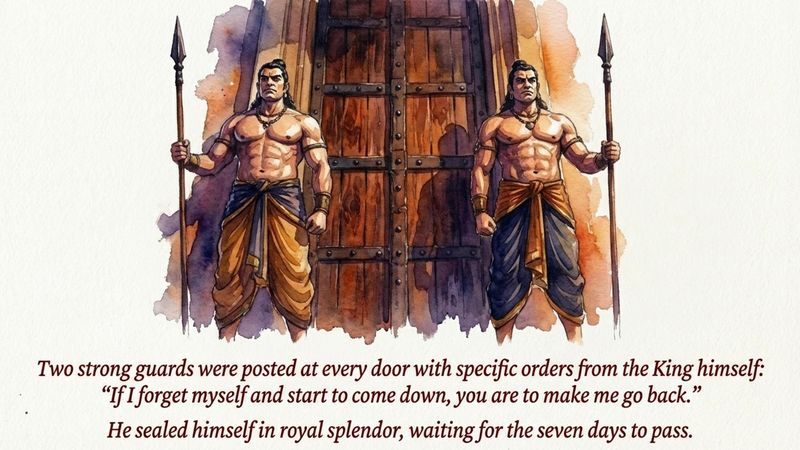 Two strong guards were posted at every door with specific orders from the King himself:
“If I forget myself and start to come down, you are to make me go back.”
He sealed himself in royal splendor, waiting for the seven days to pass.